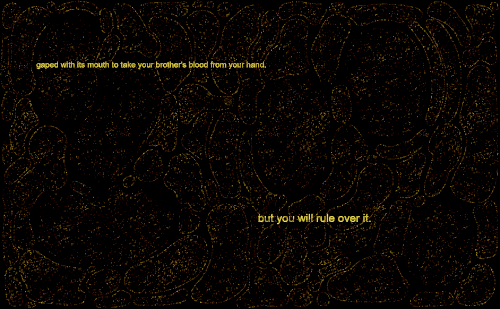 gaped with its mouth to take your brother's blood from your hand.
but you will rule over it.